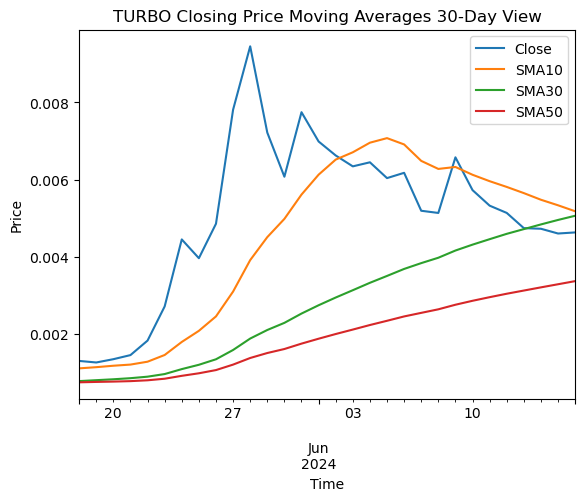 TURBO Closing Price Moving Averages 30-Day View
Close
SMA10
SMA30
SMA50
0.008
0.006
0.004
0.002
Price
20
27
03
10
Jun
2024
Time